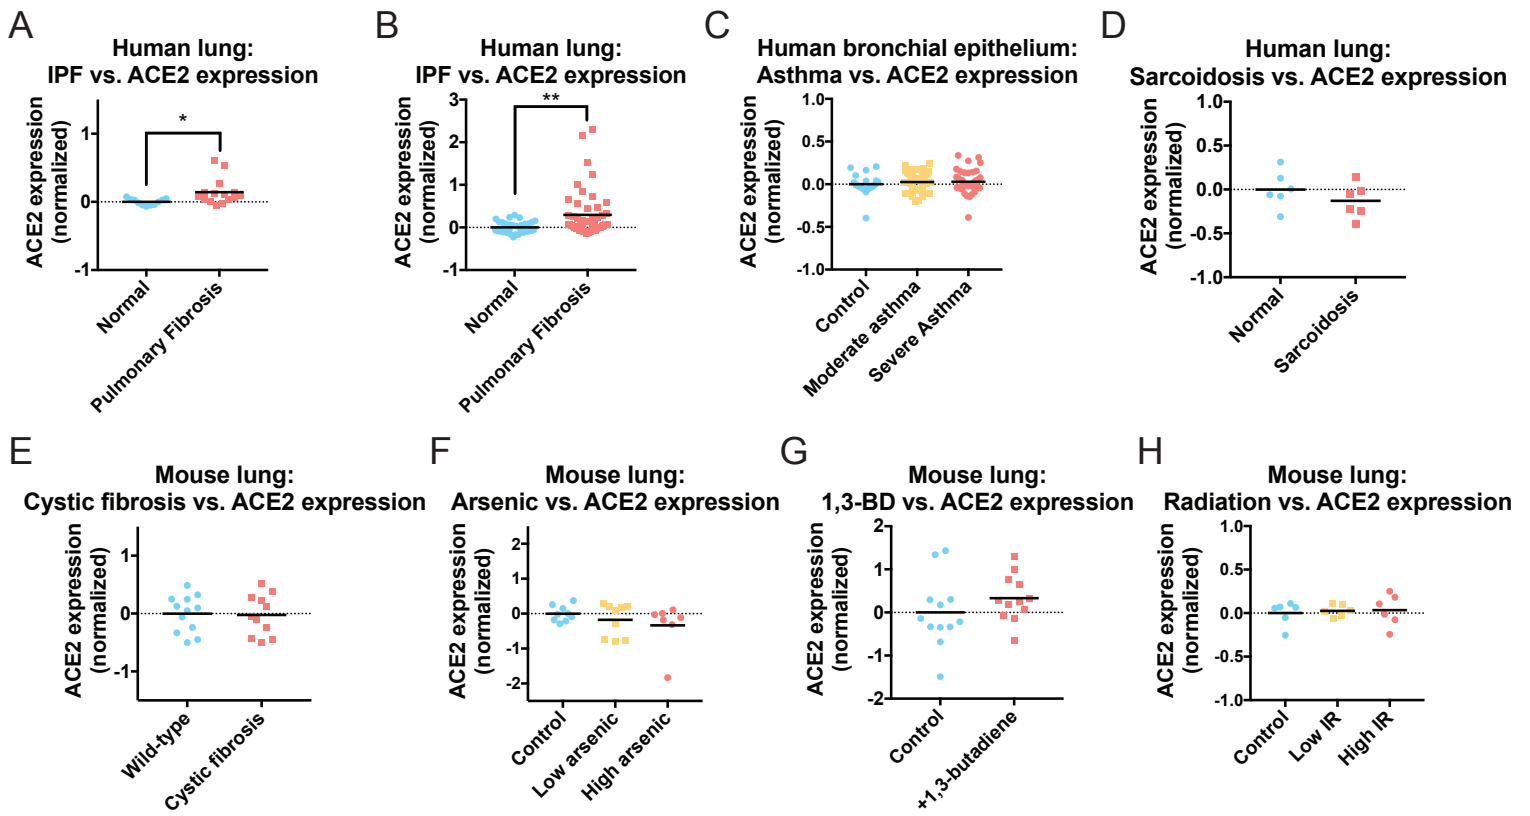 A
Human lung:
IPF vs. ACE2 expression
ACE2 expression
(normalized)
1
0
-1
*
Normal
Pulmonary Fibrosis
B
Human lung:
IPF vs. ACE2 expression
ACE2 expression
(normalized)
3
2
1
0
-1
**
Normal
Pulmonary Fibrosis
C
Human bronchial epithelium:
Asthma vs. ACE2 expression
ACE2 expression
(normalized)
1.0
0.5
0.0
-0.5
-1.0
Control
Moderate asthma
Severe Asthma
D
Human lung:
Sarcoidosis vs. ACE2 expression
ACE2 expression
(normalized)
1.0
0.5
0.0
-0.5
-1.0
Normal
Sarcoidosis
E
Mouse lung:
Cystic fibrosis vs. ACE2 expression
ACE2 expression
(normalized)
1
0
-1
Wild-type
Cystic fibrosis
F
Mouse lung:
Arsenic vs. ACE2 expression
ACE2 expression
(normalized)
2
1
0
-1
-2
Control
Low arsenic
High arsenic
G
Mouse lung:
1,3-BD vs. ACE2 expression
ACE2 expression
(normalized)
2
1
0
-1
-2
Control
+1,3-butadiene
H
Mouse lung:
Radiation vs. ACE2 expression
ACE2 expression
(normalized)
1.0
0.5
0.0
-0.5
-1.0
Control
Low IR
High IR